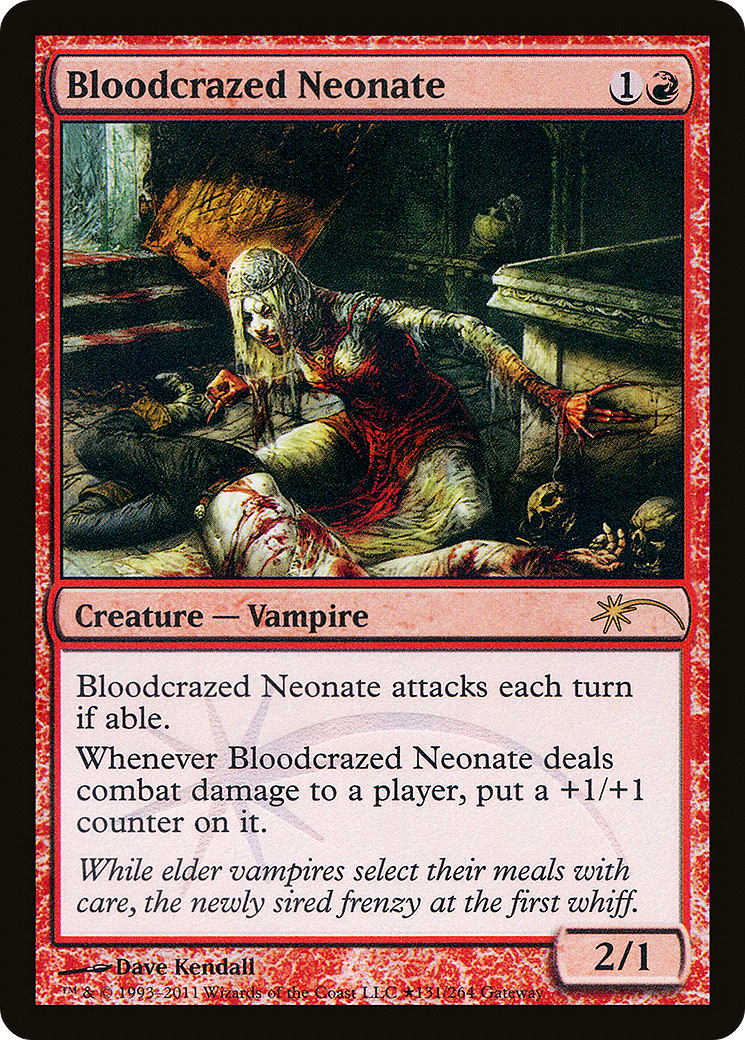 Bloodcrazed Neonate 1
Creature — Vampire
Bloodcrazed Neonate attacks each turn
if able.
Whenever Bloodcrazed Neonate deals
combat damage to a player, put a +1/+1
counter on it.
While elder vampires select their meals with
care, the newly sired frenzy at the first whiff.
2/1
Dave Kendall
™ & © 1993–2011 Wizards of the Coast LLC ★131/264 Gateway